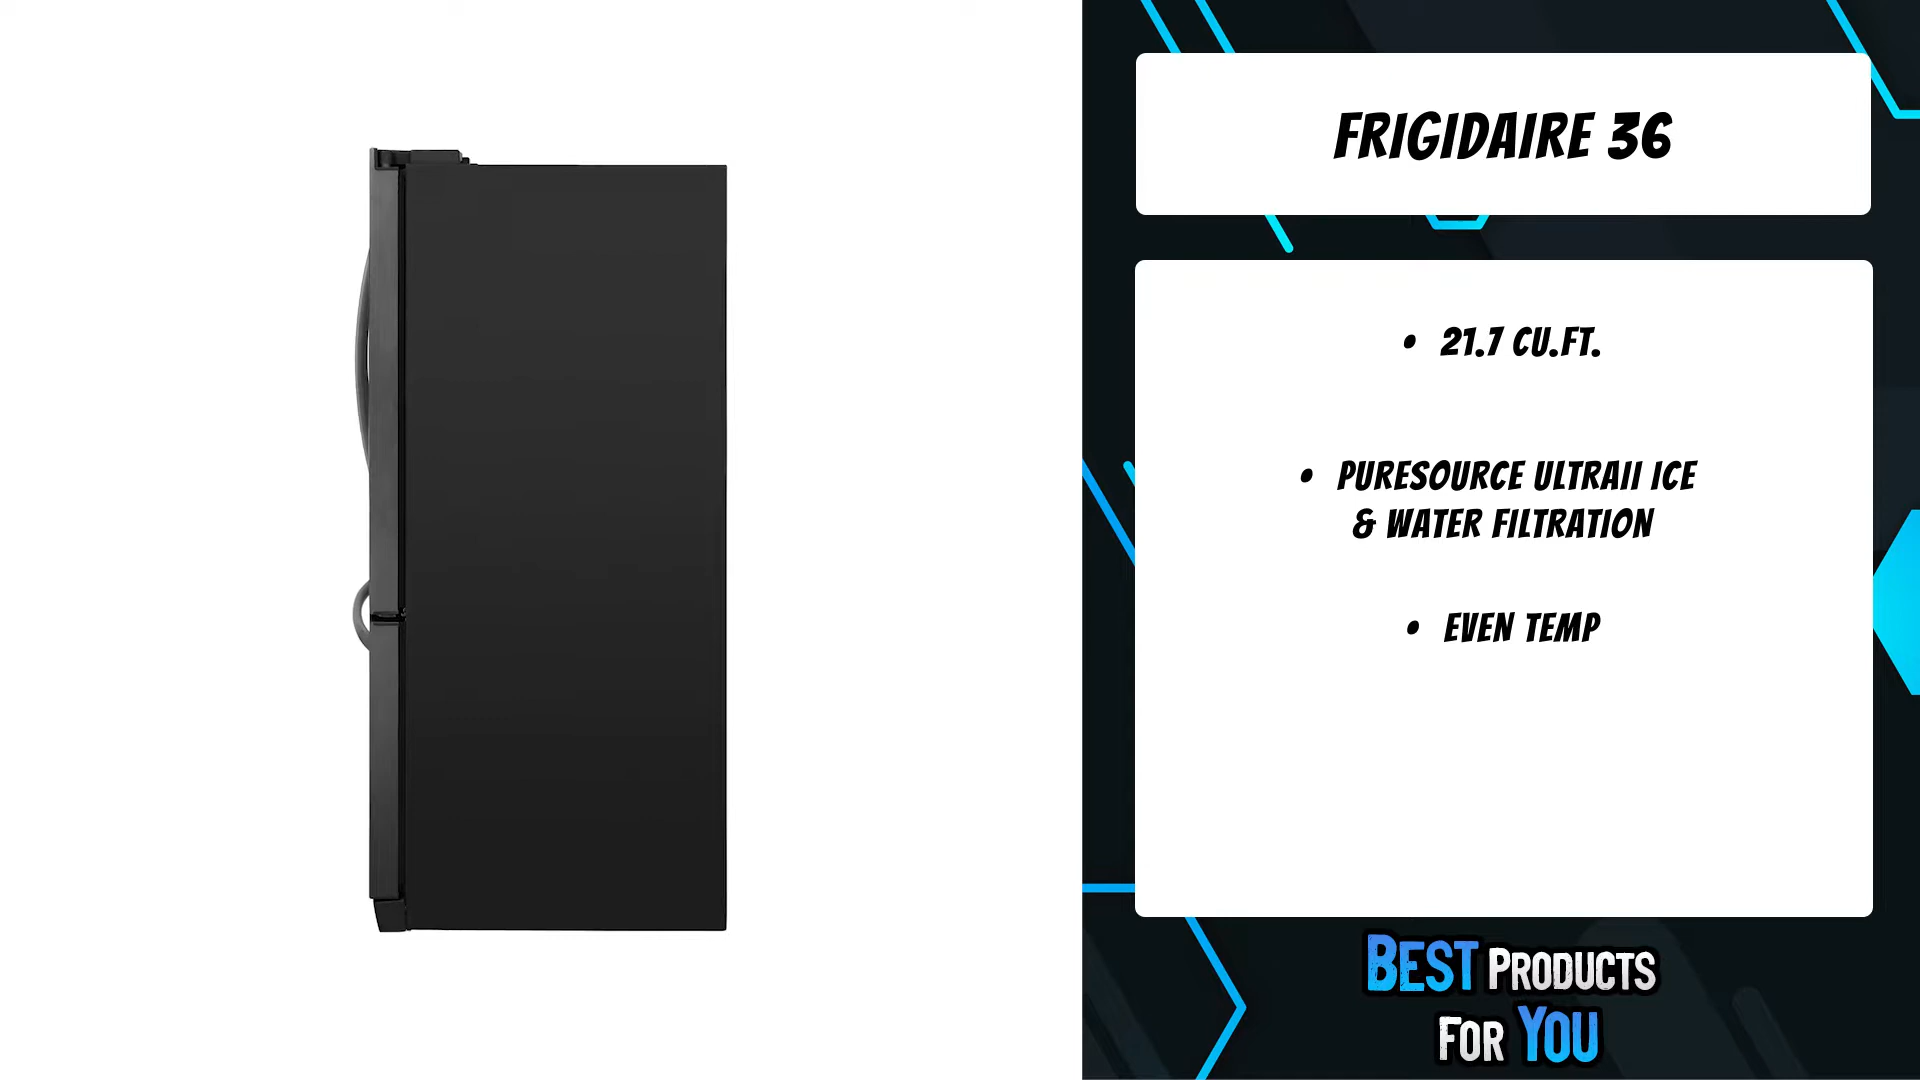 FRIGIDAIRE 36
• 21.7 CU.FT.
• PURESOURCE ULTRAII ICE
& WATER FILTRATION
• EVEN TEMP
BEST PRODUCTS
FOR YOU